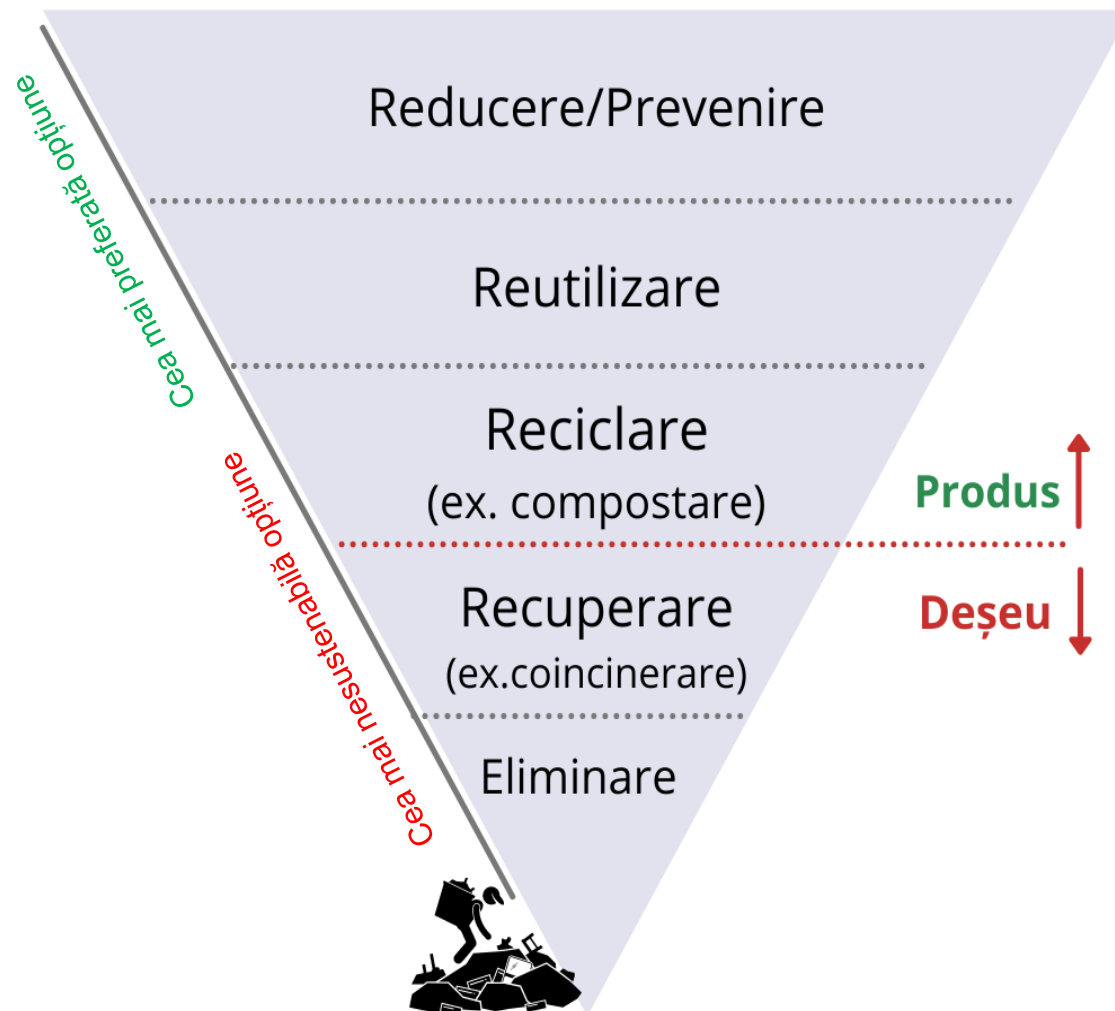 Reducere/Prevenire
Cea mai preferată opțiune
Reutilizare
Reciclare
(ex. compostare)
Produs
Cea mai nesustenabilă opțiune
Recuperare
(ex.coincinerare)
Deșeu
Eliminare